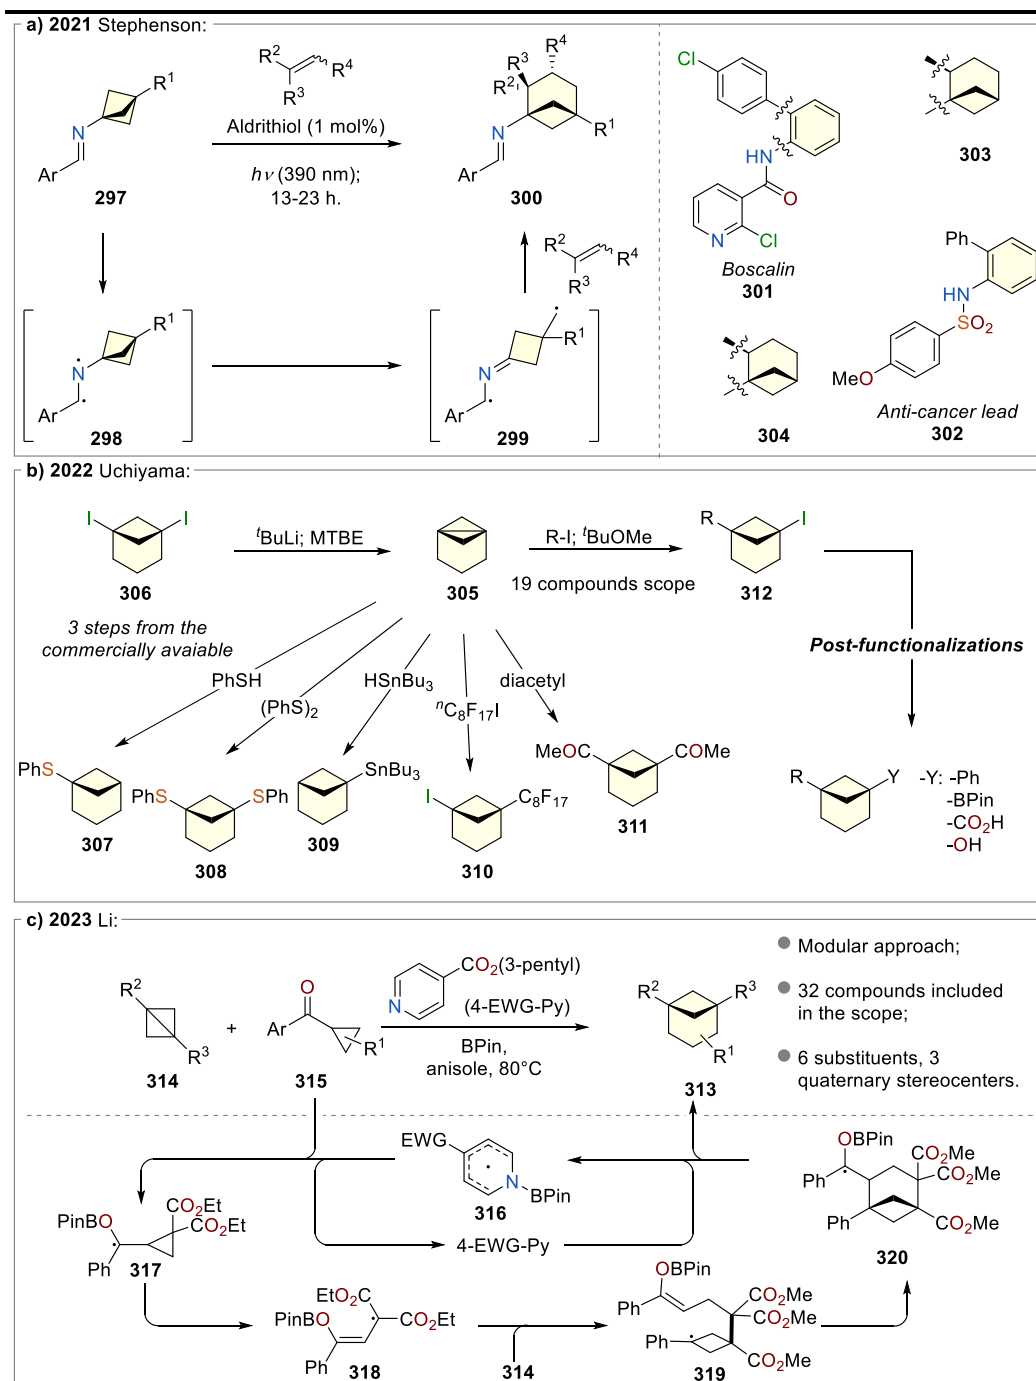 a) 2021 Stephenson:
R1
N
Ar
297
R2
R4
R3
Aldrithiol (1 mol%)
hν (390 nm);
13-23 h.
R4
R3
R2
R1
N
Ar
300
R2
R4
R3
R1
N
Ar
298
R1
N
Ar
299
Cl
HN
O
N
Cl
Boscalin
301
303
Ph
HN
SO2
MeO
Anti-cancer lead
302
304
b) 2022 Uchiyama:
I
I
306
3 steps from the
commercially avaiable
tBuLi; MTBE
305
R-I; tBuOMe
19 compounds scope
R
I
312
Post-functionalizations
PhSH
(PhS)2
HSnBu3
nC8F17I
diacetyl
PhS
307
PhS
SPh
308
SnBu3
309
I
C8F17
310
MeOC
COMe
311
R
Y
-Y: -Ph
-BPin
-CO2H
-OH
c) 2023 Li:
R2
R3
314
+
O
Ar
R1
315
N
CO2(3-pentyl)
(4-EWG-Py)
BPin,
anisole, 80°C
R2
R3
R1
313
Modular approach;
32 compounds included
in the scope;
6 substituents, 3
quaternary stereocenters.
EWG
N
BPin
316
4-EWG-Py
PinBO
CO2Et
CO2Et
Ph
317
EtO2C
PinBO
CO2Et
Ph
318
314
OBPin
Ph
CO2Me
CO2Me
Ph
CO2Me
319
OBPin
Ph
CO2Me
CO2Me
Ph
CO2Me
320